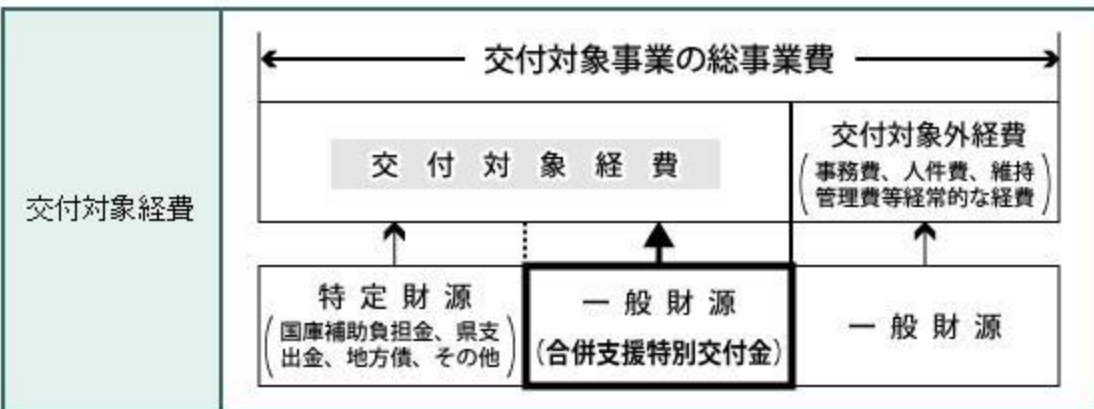 交付対象経費
交付対象事業の総事業費
交付対象経費
交付対象外経費
(事務費、人件費、維持
管理費等経常的な経費)
特定財源
(国庫補助負担金、県支
出金、地方債、その他)
一般財源
(合併支援特別交付金)
一般財源